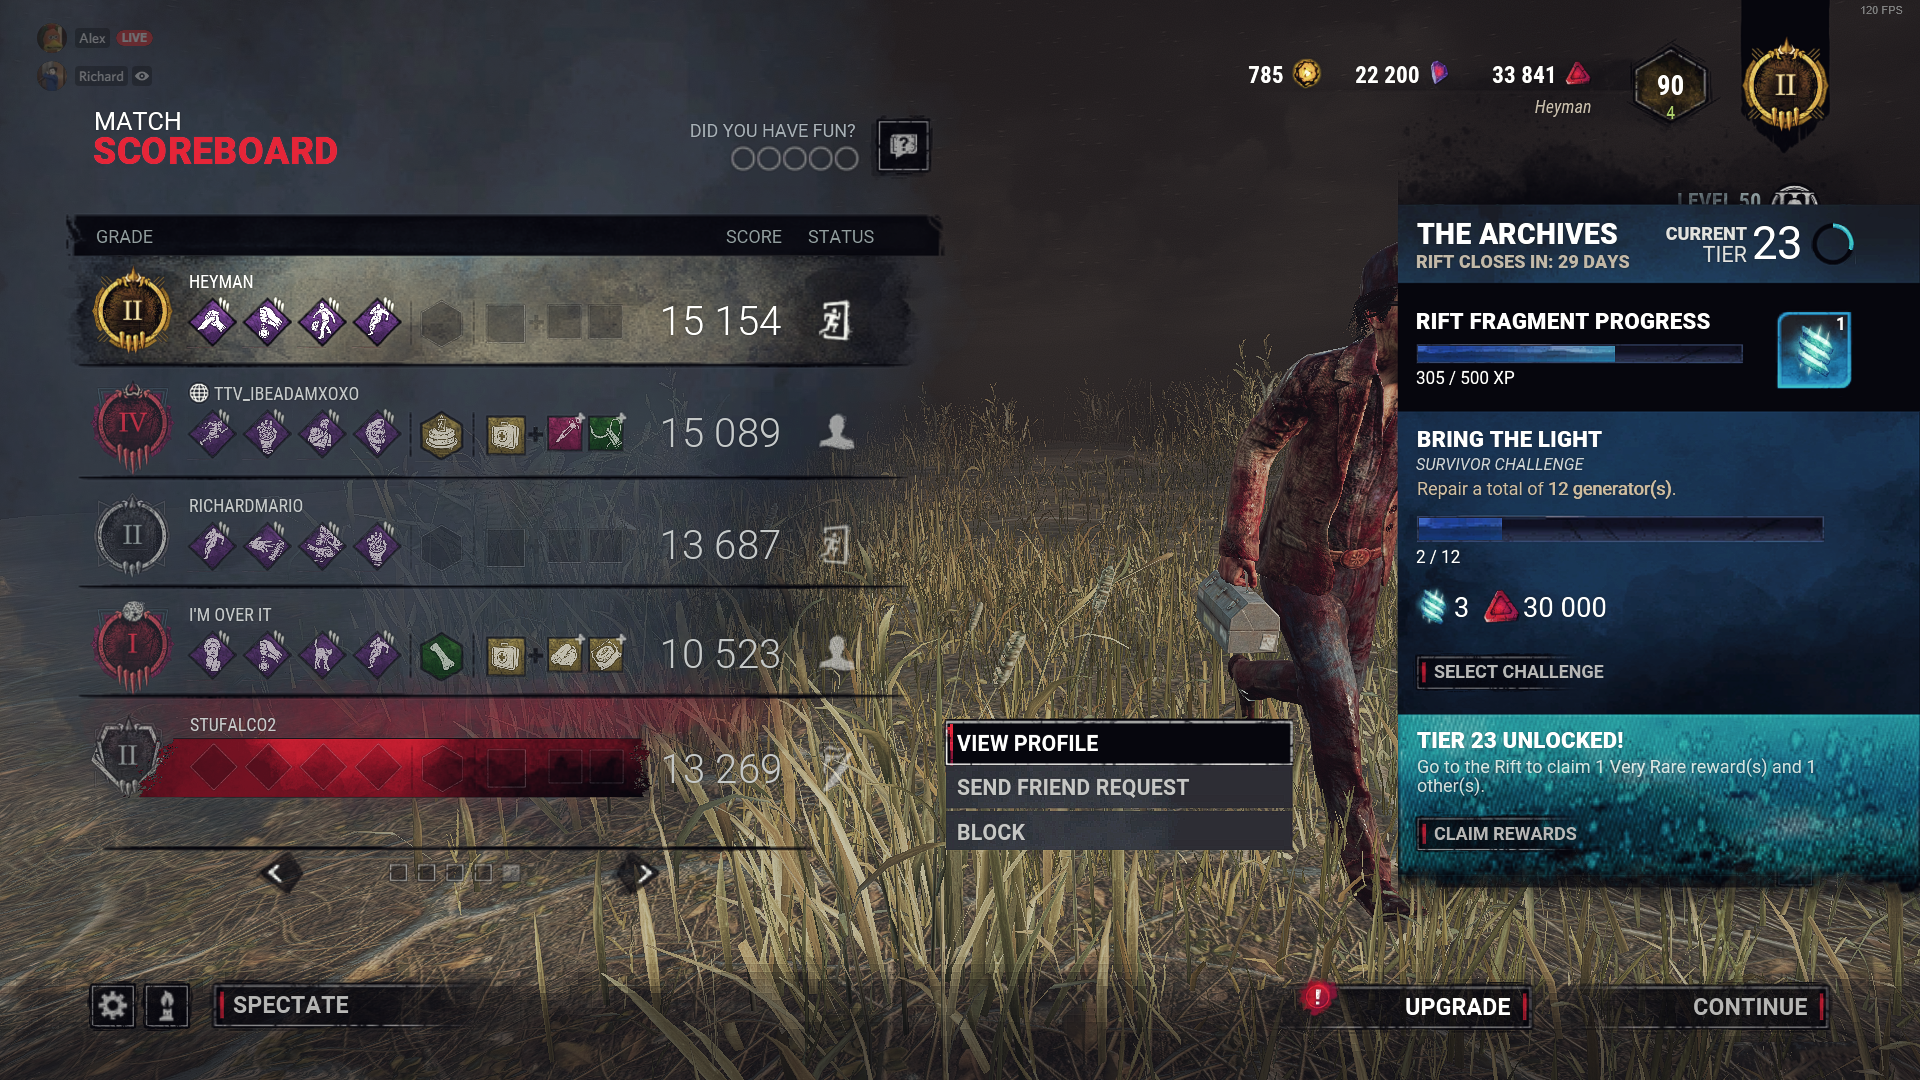 120 FPS
Alex LIVE
Richard
785
22 200
33 841
Heyman
90
4
II
MATCH
SCOREBOARD
DID YOU HAVE FUN?
?
GRADE SCORE STATUS
II HEYMAN 15 154
IV TTV_IBEADAMXOXO 15 089
II RICHARDMARIO 13 687
I I'M OVER IT 10 523
II STUFALCO2 13 269
VIEW PROFILE
SEND FRIEND REQUEST
BLOCK
LEVEL 50
THE ARCHIVES
RIFT CLOSES IN: 29 DAYS
CURRENT
TIER 23
RIFT FRAGMENT PROGRESS
1
305 / 500 XP
BRING THE LIGHT
SURVIVOR CHALLENGE
Repair a total of 12 generator(s).
2 / 12
3 30 000
SELECT CHALLENGE
TIER 23 UNLOCKED!
Go to the Rift to claim 1 Very Rare reward(s) and 1
other(s).
CLAIM REWARDS
SPECTATE
!
UPGRADE
CONTINUE